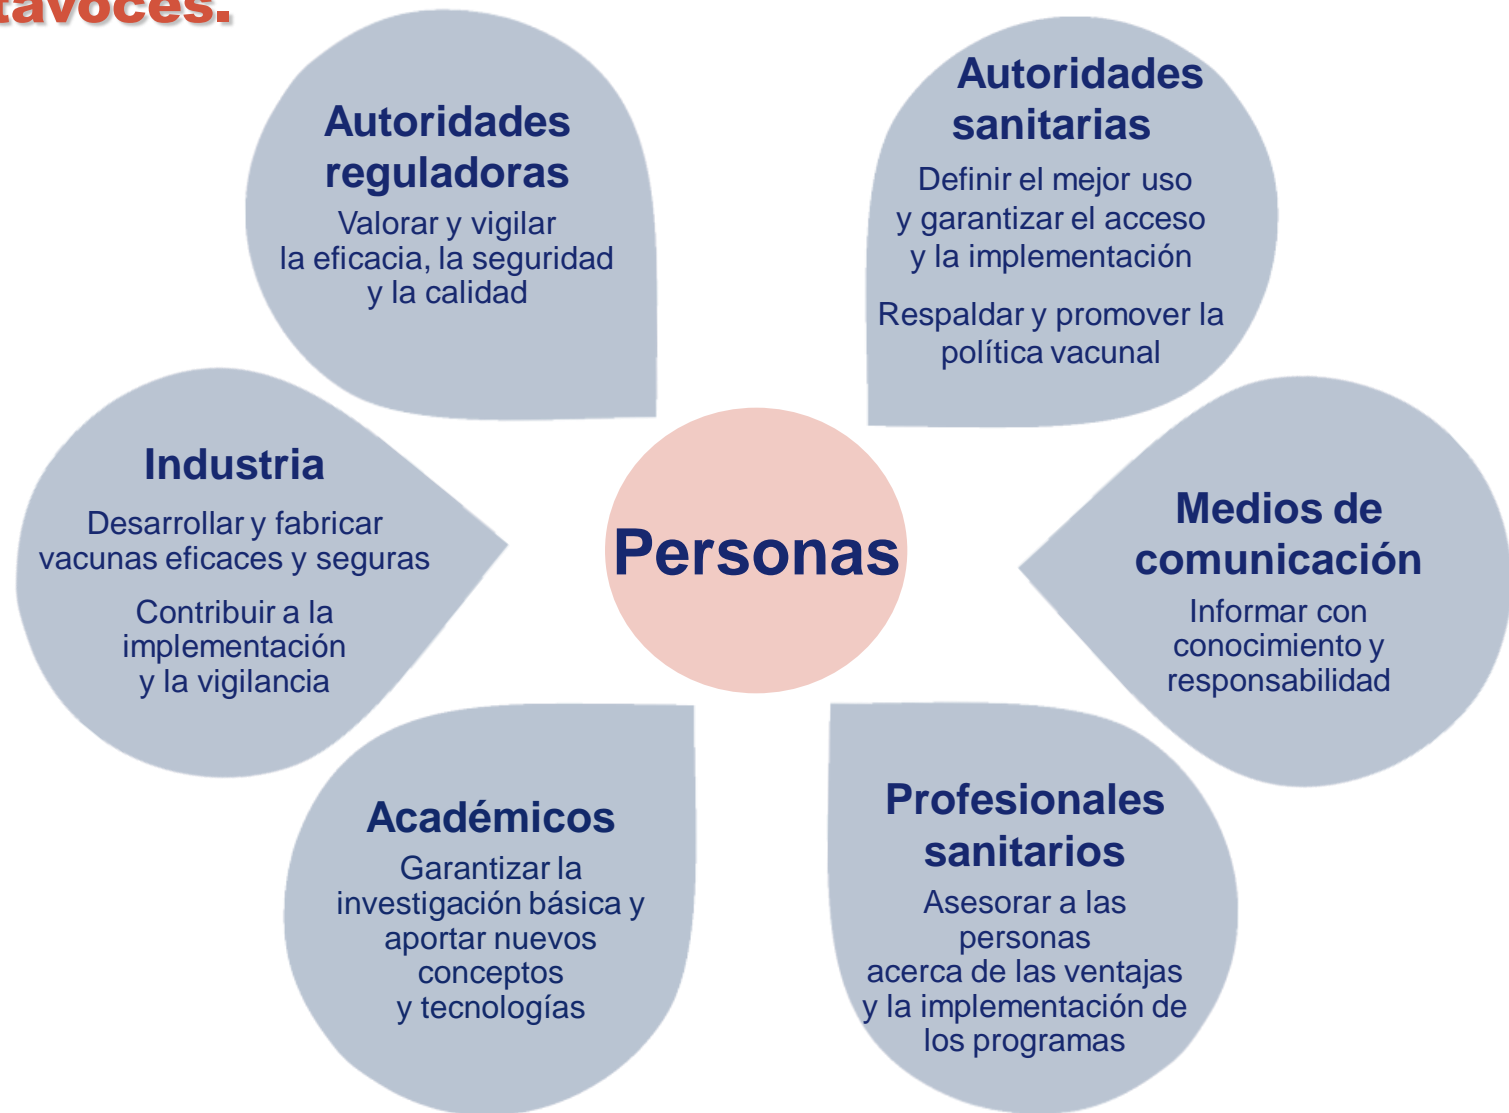 tavoces.
Autoridades
reguladoras
Valorar y vigilar
la eficacia, la seguridad
y la calidad
Autoridades
sanitarias
Definir el mejor uso
y garantizar el acceso
y la implementación
Respaldar y promover la
política vacunal
Industria
Desarrollar y fabricar
vacunas eficaces y seguras
Contribuir a la
implementación
y la vigilancia
Personas
Medios de
comunicación
Informar con
conocimiento y
responsabilidad
Académicos
Garantizar la
investigación básica y
aportar nuevos
conceptos
y tecnologías
Profesionales
sanitarios
Asesorar a las
personas
acerca de las ventajas
y la implementación de
los programas